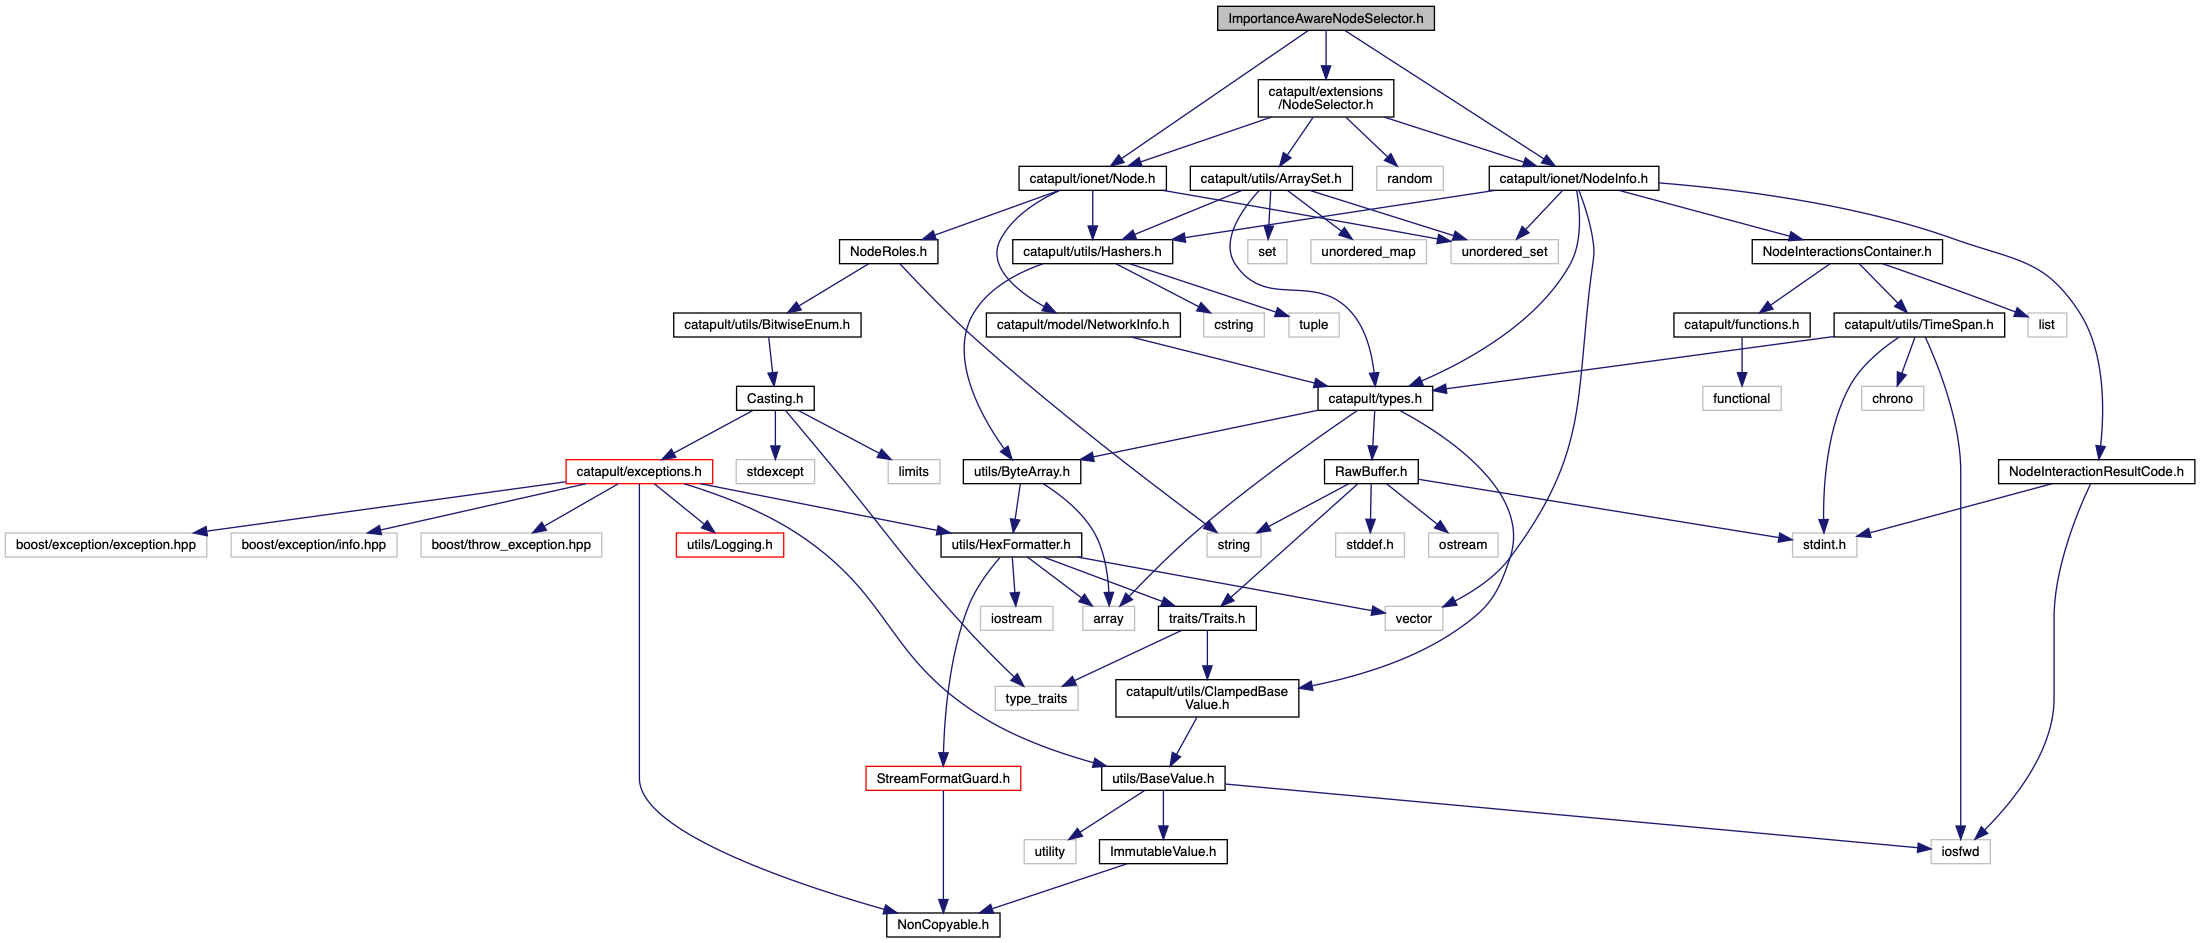 ImportanceAwareNodeSelector.h
catapult/extensions
/NodeSelector.h
catapult/ionet/Node.h
catapult/utils/ArraySet.h
random
catapult/ionet/NodeInfo.h
NodeRoles.h
catapult/utils/Hashers.h
set
unordered_map
unordered_set
NodeInteractionsContainer.h
catapult/utils/BitwiseEnum.h
catapult/model/NetworkInfo.h
cstring
tuple
catapult/functions.h
catapult/utils/TimeSpan.h
list
Casting.h
catapult/types.h
functional
chrono
catapult/exceptions.h
stdexcept
limits
utils/ByteArray.h
RawBuffer.h
NodeInteractionResultCode.h
boost/exception/exception.hpp
boost/exception/info.hpp
boost/throw_exception.hpp
utils/Logging.h
utils/HexFormatter.h
string
stddef.h
ostream
stdint.h
iostream
array
traits/Traits.h
vector
type_traits
catapult/utils/ClampedBase
Value.h
StreamFormatGuard.h
utils/BaseValue.h
utility
ImmutableValue.h
iosfwd
NonCopyable.h